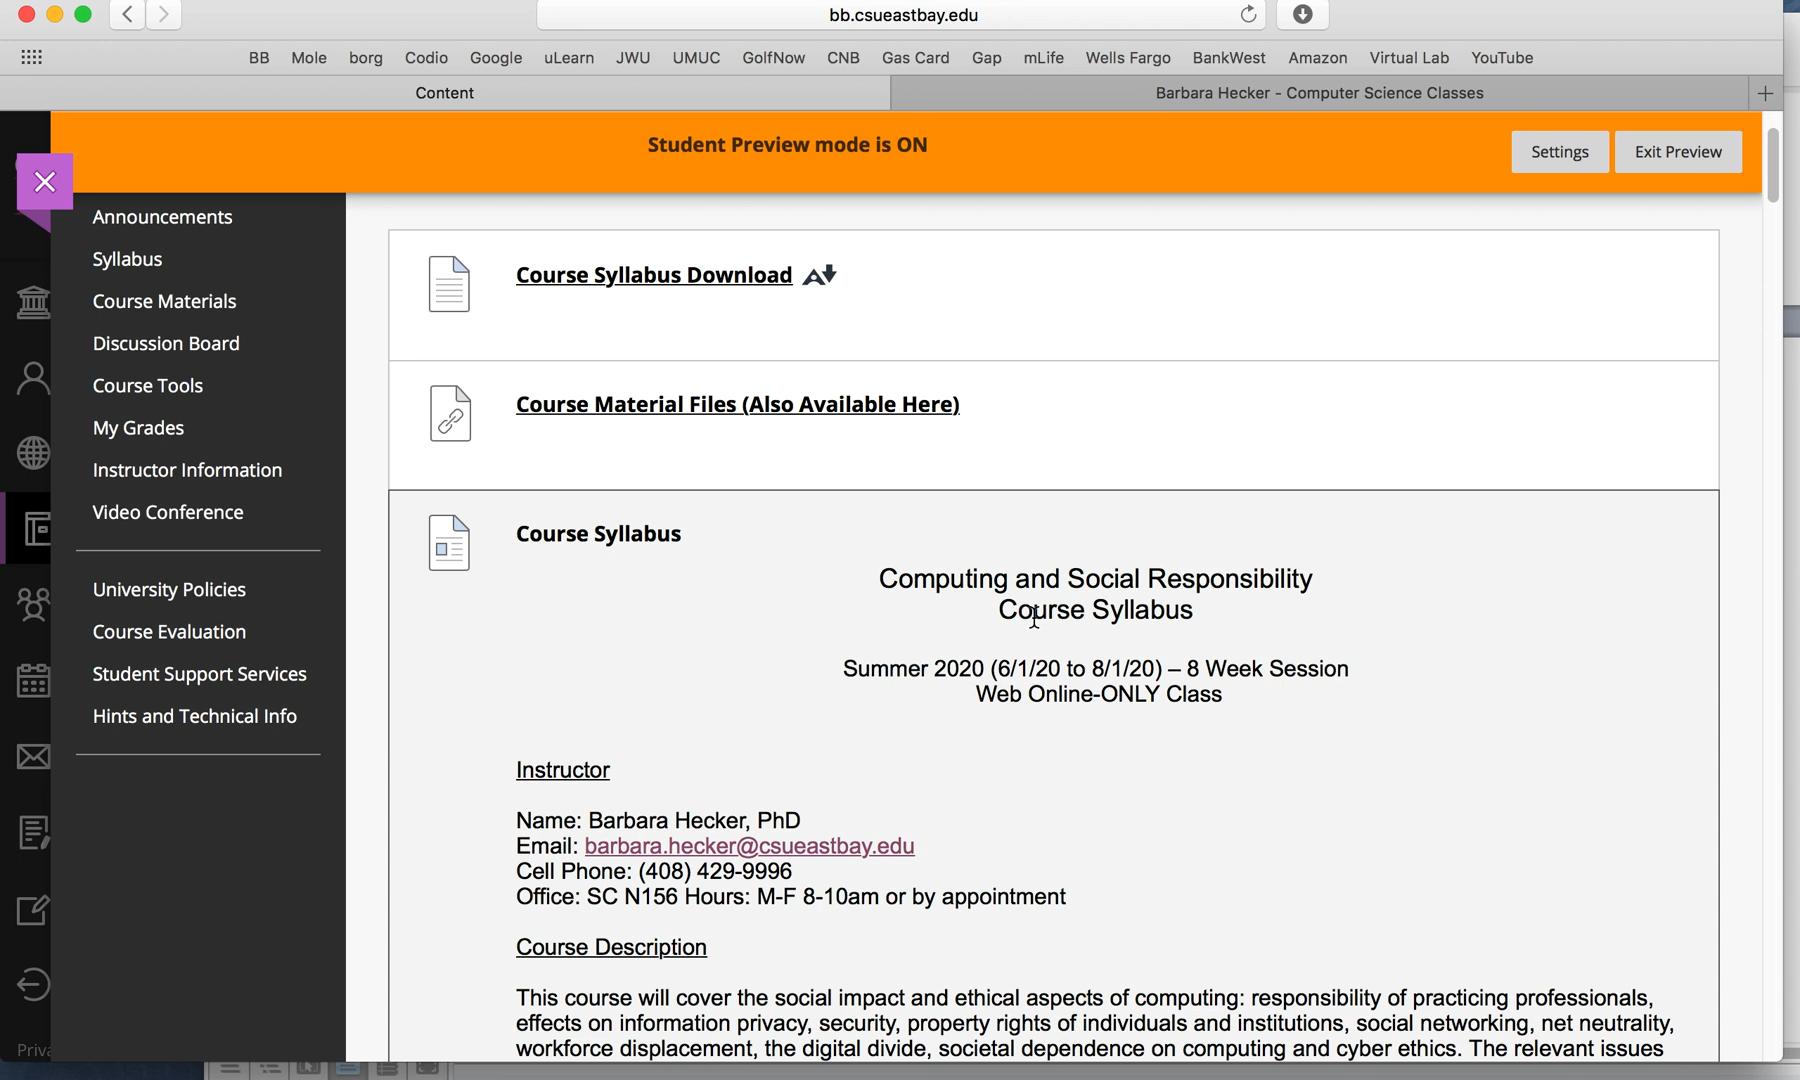 bb.csueastbay.edu
BB Mole borg Codio Google uLearn JWU UMUC GolfNow CNB Gas Card Gap mLife Wells Fargo BankWest Amazon Virtual Lab YouTube
Content
Barbara Hecker - Computer Science Classes
Student Preview mode is ON
Settings
Exit Preview
Announcements
Syllabus
Course Materials
Discussion Board
Course Tools
My Grades
Instructor Information
Video Conference
University Policies
Course Evaluation
Student Support Services
Hints and Technical Info
Priva
Course Syllabus Download
Course Material Files (Also Available Here)
Course Syllabus
Computing and Social Responsibility
Course Syllabus
Summer 2020 (6/1/20 to 8/1/20) – 8 Week Session
Web Online-ONLY Class
Instructor
Name: Barbara Hecker, PhD
Email: barbara.hecker@csueastbay.edu
Cell Phone: (408) 429-9996
Office: SC N156 Hours: M-F 8-10am or by appointment
Course Description
This course will cover the social impact and ethical aspects of computing: responsibility of practicing professionals,
effects on information privacy, security, property rights of individuals and institutions, social networking, net neutrality,
workforce displacement, the digital divide, societal dependence on computing and cyber ethics. The relevant issues